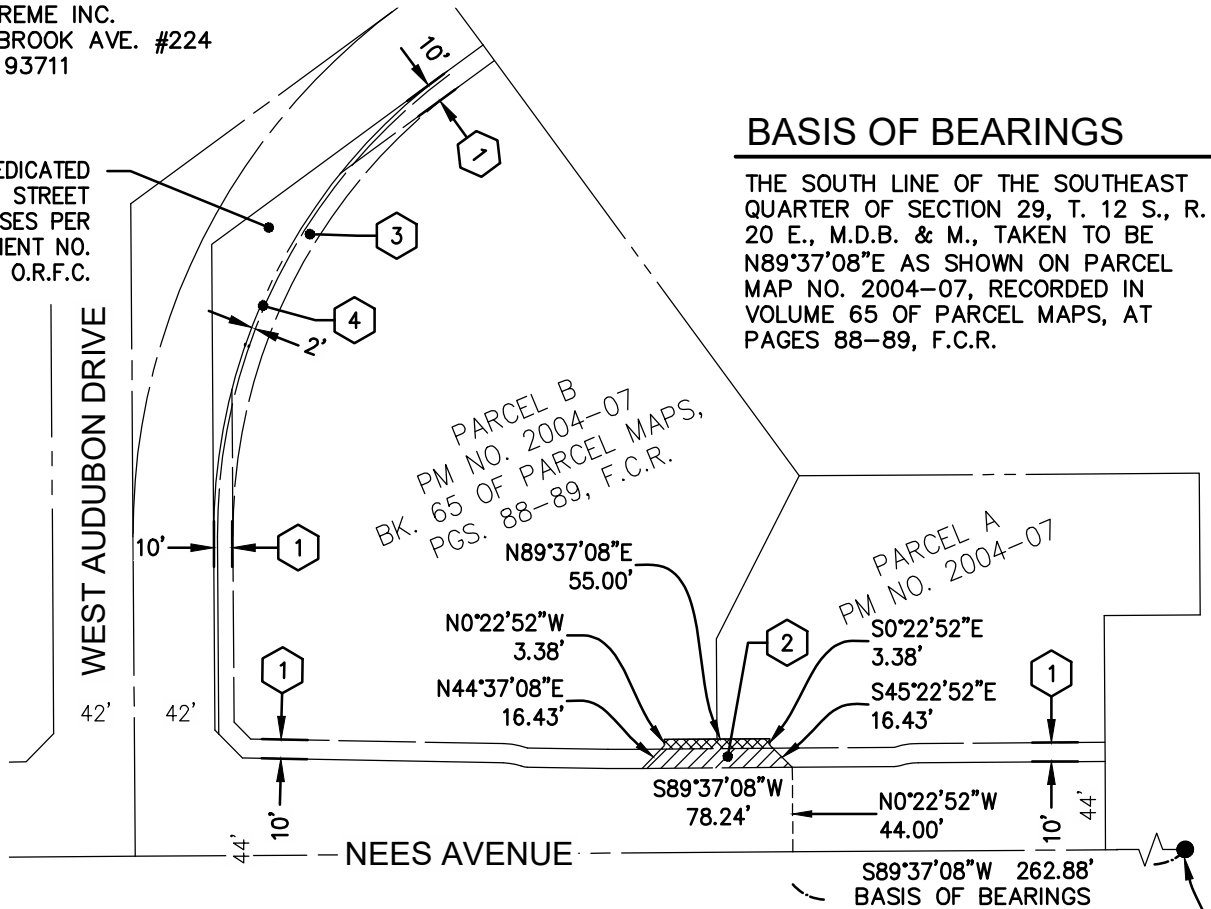 REME INC.
BROOK AVE. #224
93711
EDICATED
STREET
SES PER
MENT NO.
O.R.F.C.
10'
1
3
4
2'
BASIS OF BEARINGS
THE SOUTH LINE OF THE SOUTHEAST
QUARTER OF SECTION 29, T. 12 S., R.
20 E., M.D.B. & M., TAKEN TO BE
N89°37'08"E AS SHOWN ON PARCEL
MAP NO. 2004-07, RECORDED IN
VOLUME 65 OF PARCEL MAPS, AT
PAGES 88-89, F.C.R.
WEST AUDUBON DRIVE
PARCEL B
PM NO. 2004-07
BK. 65 OF PARCEL MAPS,
PGS. 88-89, F.C.R.
PARCEL A
PM NO. 2004-07
10'
1
N89°37'08"E
55.00'
N0°22'52"W
3.38'
N44°37'08"E
16.43'
2
S0°22'52"E
3.38'
S45°22'52"E
16.43'
1
1
42'
42'
S89°37'08"W
78.24'
N0°22'52"W
44.00'
44'
10'
10'
44'
NEES AVENUE
S89°37'08"W 262.88'
BASIS OF BEARINGS